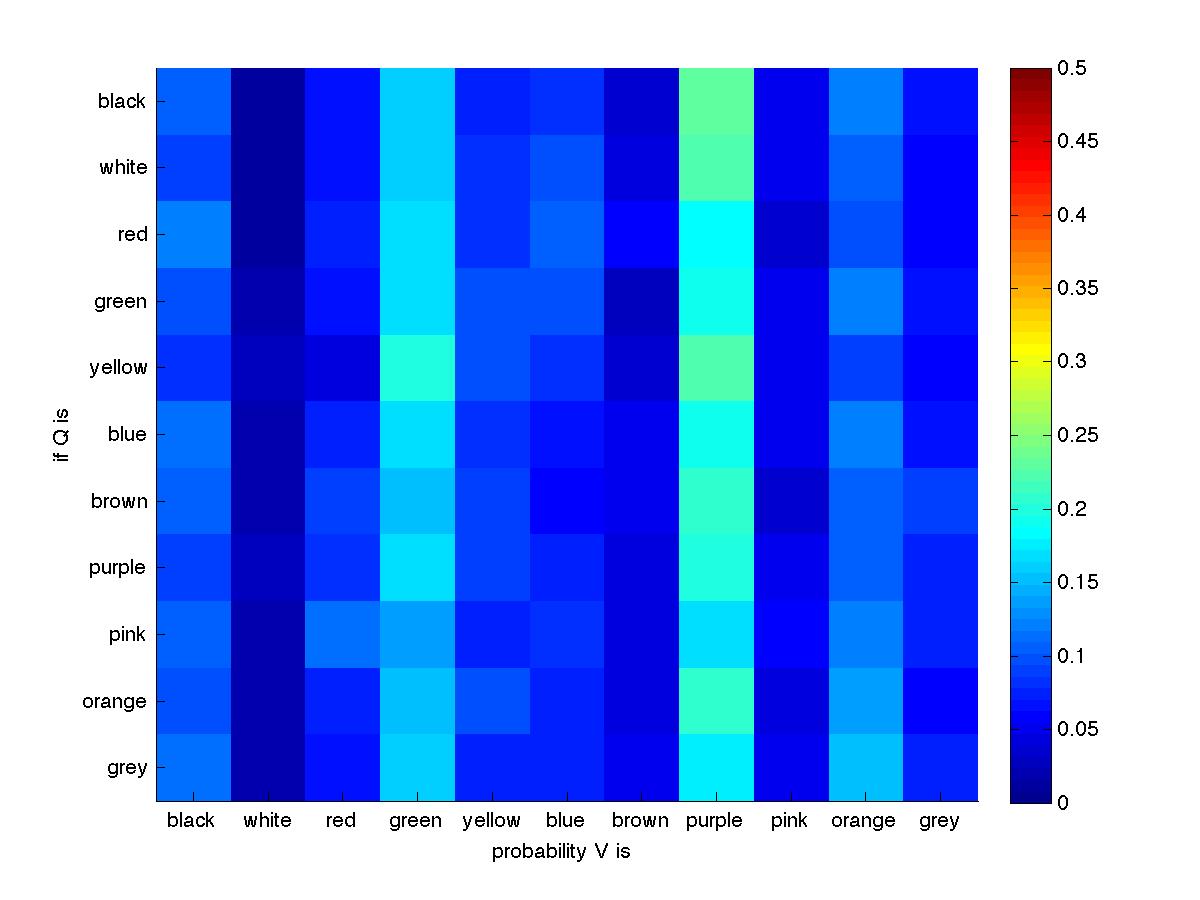 black
white
red
green
yellow
blue
brown
purple
pink
orange
grey
if Q is
black white red green yellow blue brown purple pink orange grey
probability V is
0.5
0.45
0.4
0.35
0.3
0.25
0.2
0.15
0.1
0.05
0